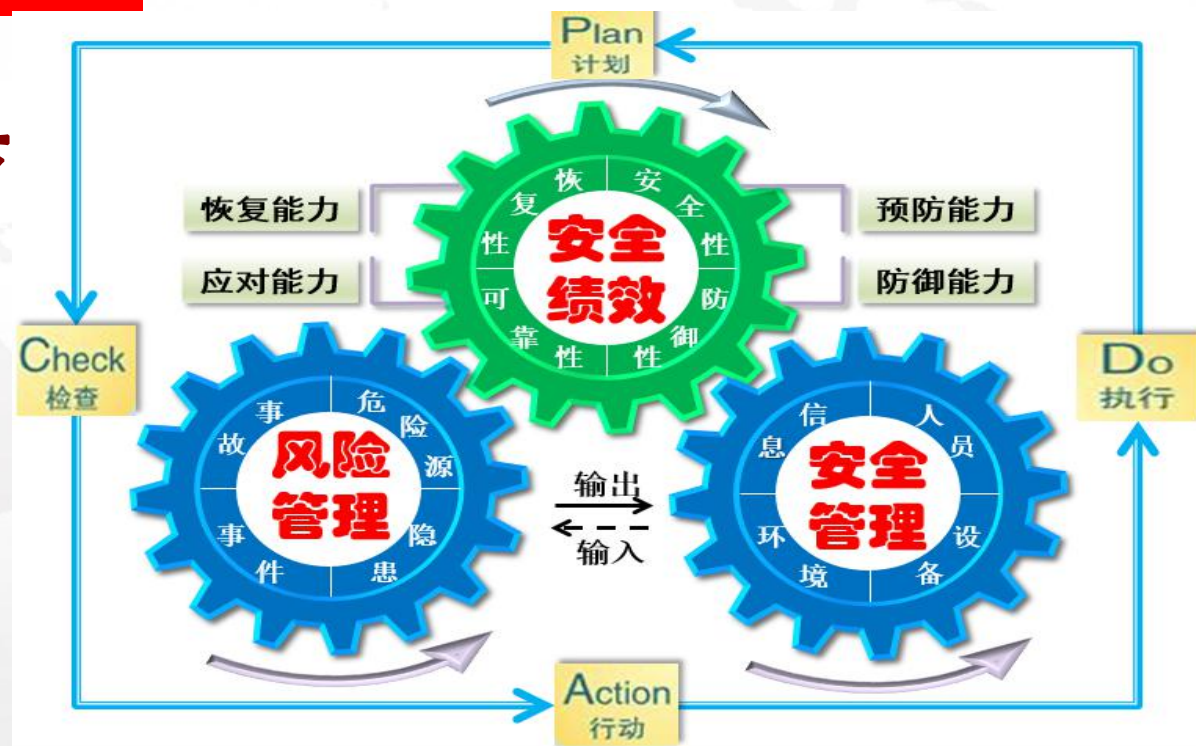 Plan
计划
恢复能力
应对能力
预防能力
防御能力
恢复性
安全性
可靠性
防御性
安全
绩效
Check
检查
Do
执行
事故
危险源
事件
隐患
风险
管理
输出
输入
信息
人员
环境
设备
安全
管理
Action
行动